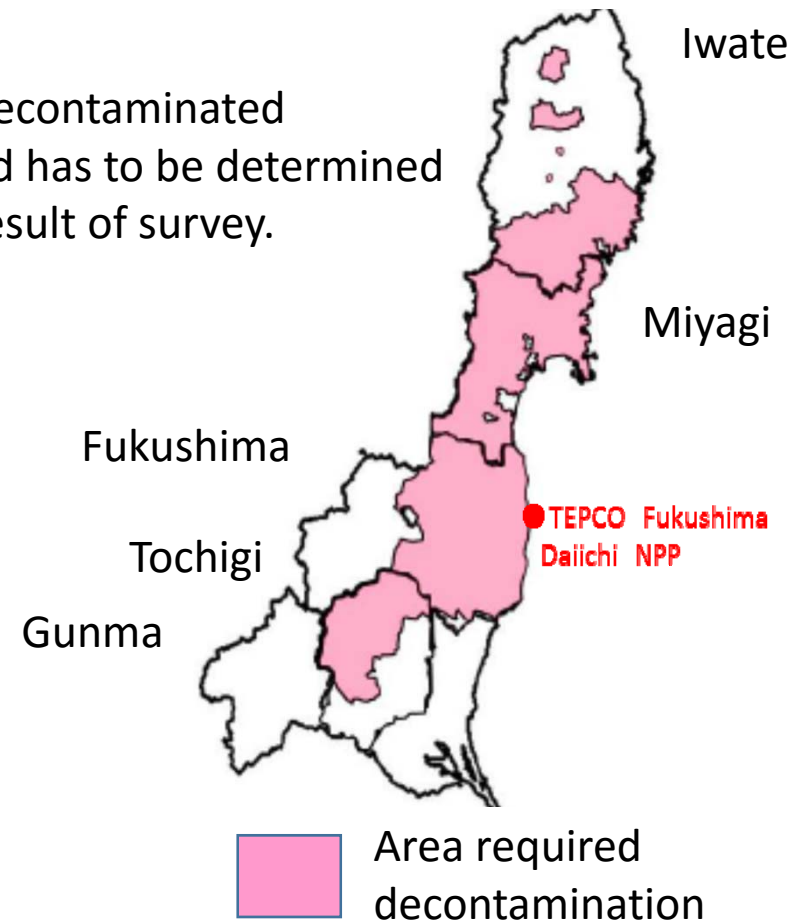 Iwate
econtaminated
d has to be determined
esult of survey.
Miyagi
Fukushima
TEPCO Fukushima
Daiichi NPP
Tochigi
Gunma
Area required
decontamination